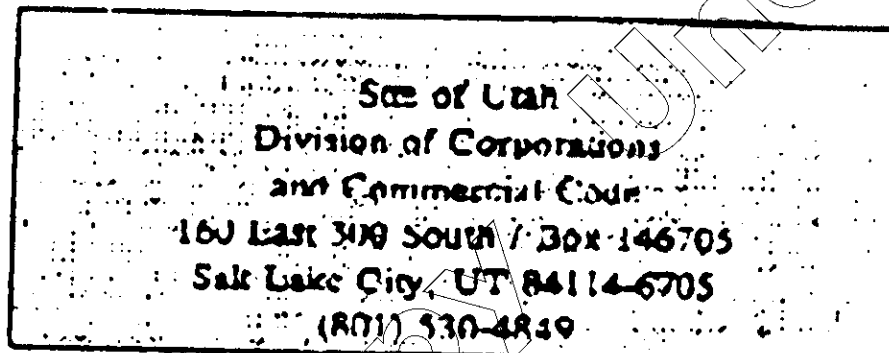 State of Utah
Division of Corporations
and Commercial Code
160 East 300 South / Box 146705
Salt Lake City, UT 84114-6705
(801) 530-4849